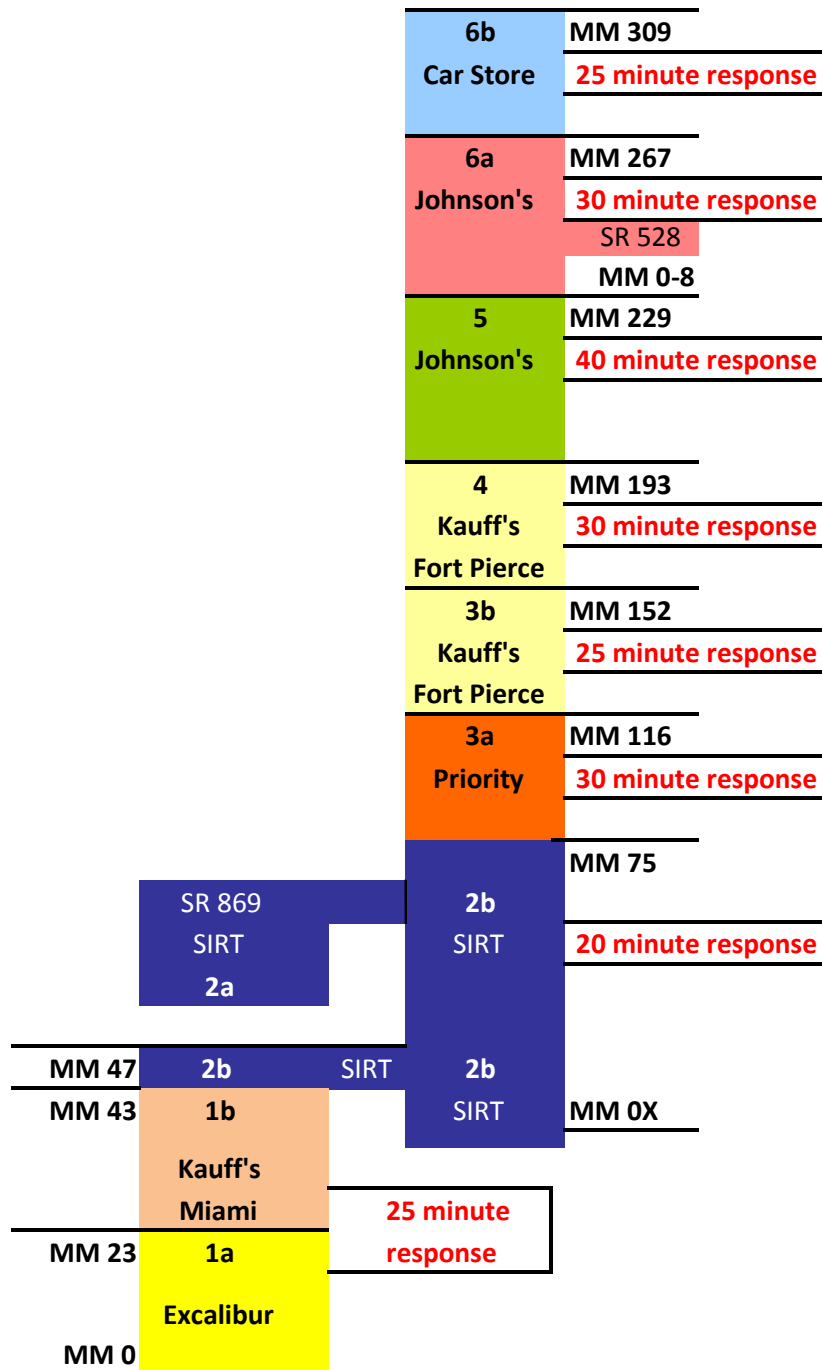 6b MM 309
Car Store 25 minute response
6a MM 267
Johnson's 30 minute response
SR 528
MM 0-8
5 MM 229
Johnson's 40 minute response
4 MM 193
Kauff's 30 minute response
Fort Pierce
3b MM 152
Kauff's 25 minute response
Fort Pierce
3a MM 116
Priority 30 minute response
MM 75
SR 869 2b
SIRT SIRT 20 minute response
2a
MM 47 2b SIRT 2b
MM 43 1b SIRT MM 0X
Kauff's
Miami 25 minute
MM 23 1a response
Excalibur
MM 0